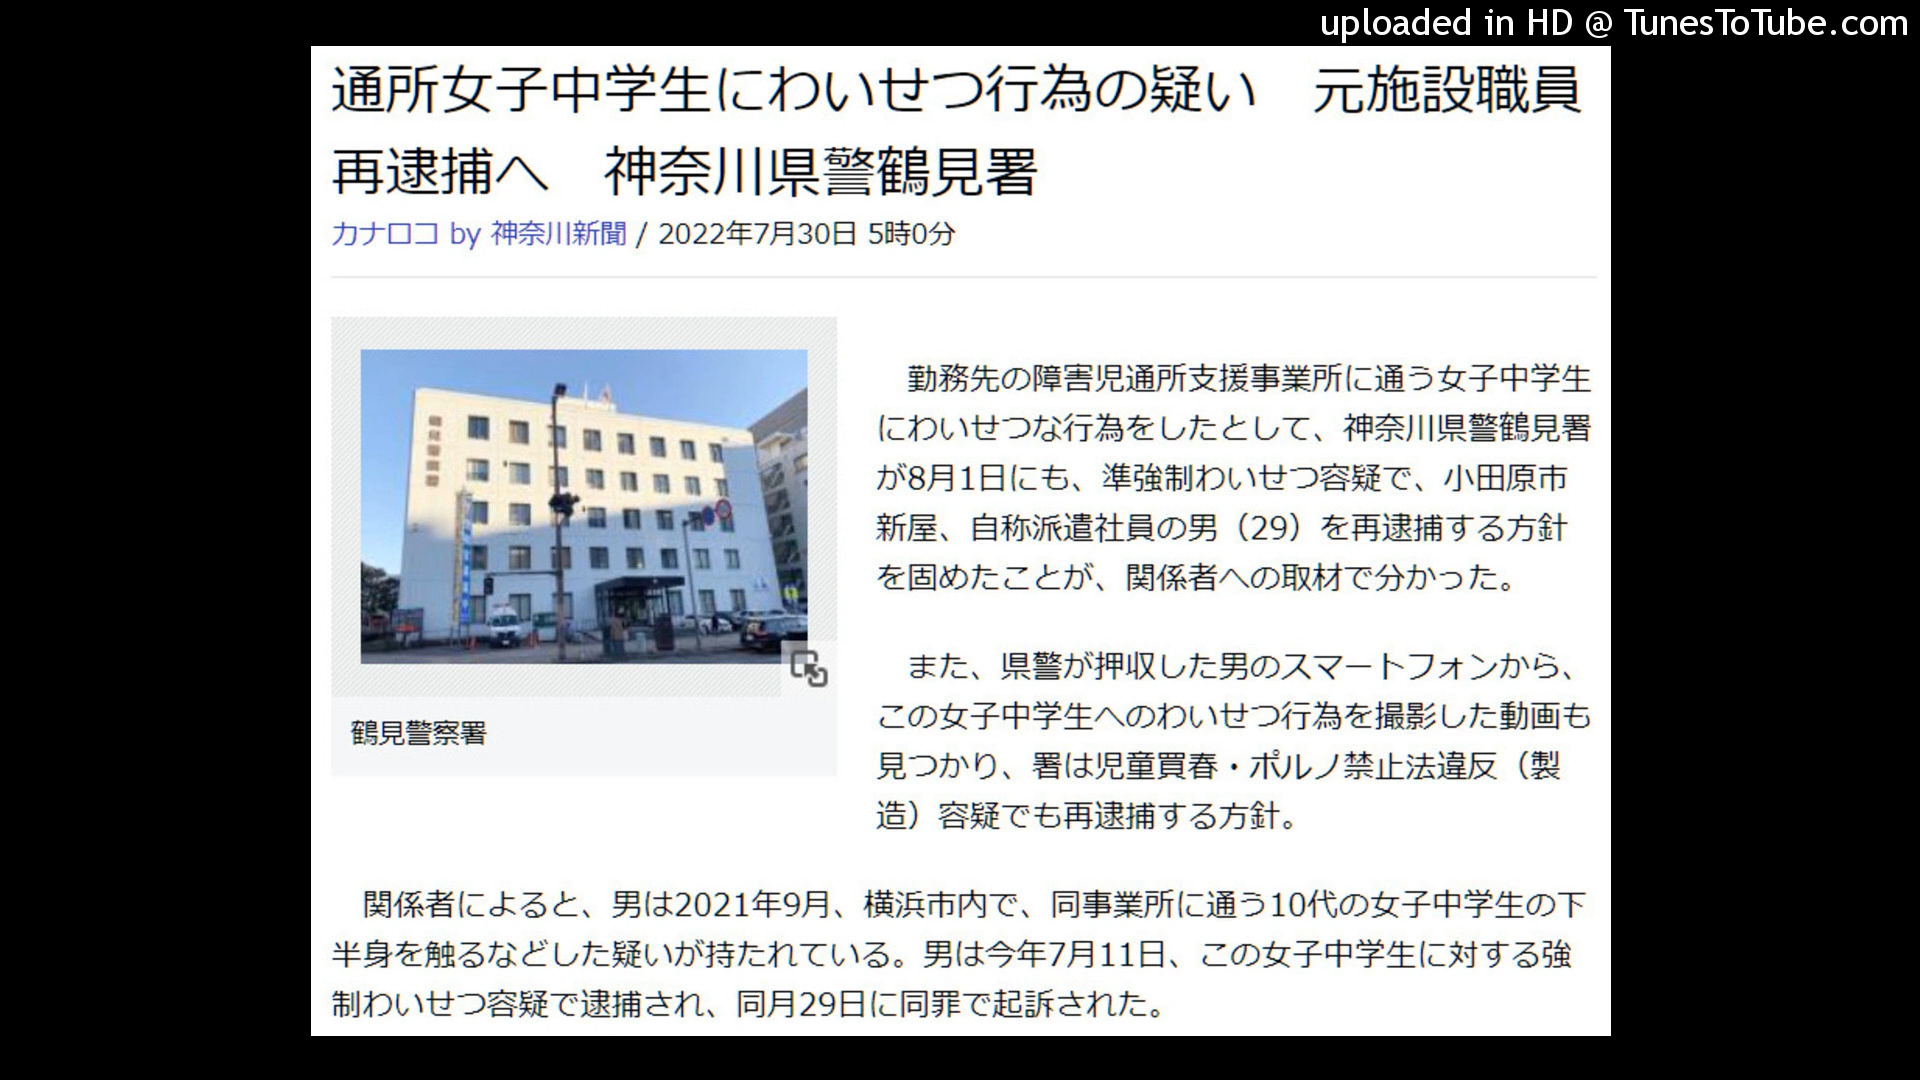 uploaded in HD @ TunesToTube.com
通所女子中学生にわいせつ行為の疑い　元施設職員
再逮捕へ　神奈川県警鶴見署
カナロコ by 神奈川新聞 / 2022年7月30日 5時0分
勤務先の障害児通所支援事業所に通う女子中学生
にわいせつな行為をしたとして、神奈川県警鶴見署
が8月1日にも、準強制わいせつ容疑で、小田原市
新屋、自称派遣社員の男（29）を再逮捕する方針
を固めたことが、関係者への取材で分かった。
また、県警が押収した男のスマートフォンから、
この女子中学生へのわいせつ行為を撮影した動画も
見つかり、署は児童買春・ポルノ禁止法違反（製
造）容疑でも再逮捕する方針。
鶴見警察署
関係者によると、男は2021年9月、横浜市内で、同事業所に通う10代の女子中学生の下
半身を触るなどした疑いが持たれている。男は今年7月11日、この女子中学生に対する強
制わいせつ容疑で逮捕され、同月29日に同罪で起訴された。